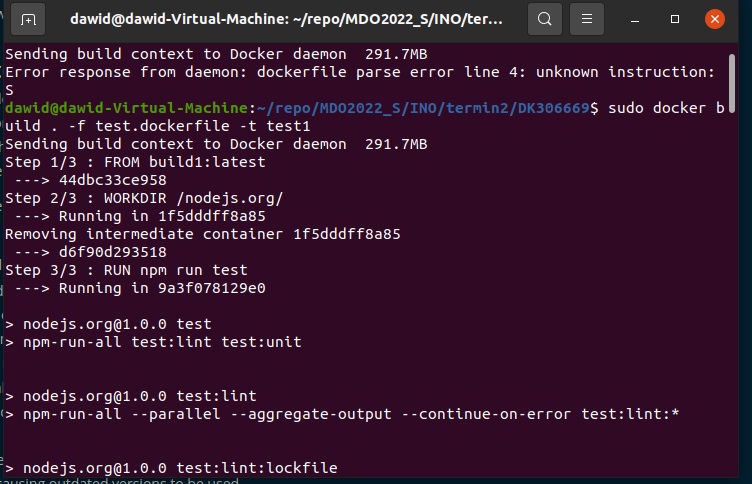 dawid@dawid-Virtual-Machine: ~/repo/MDO2022_S/INO/ter...
Sending build context to Docker daemon  291.7MB
Error response from daemon: dockerfile parse error line 4: unknown instruction:
S
dawid@dawid-Virtual-Machine:~/repo/MDO2022_S/INO/termin2/DK306669$ sudo docker b
uild . -f test.dockerfile -t test1
Sending build context to Docker daemon  291.7MB
Step 1/3 : FROM build1:latest
 ---> 44dbc33ce958
Step 2/3 : WORKDIR /nodejs.org/
 ---> Running in 1f5dddff8a85
Removing intermediate container 1f5dddff8a85
 ---> d6f90d293518
Step 3/3 : RUN npm run test
 ---> Running in 9a3f078129e0
> nodejs.org@1.0.0 test
> npm-run-all test:lint test:unit
> nodejs.org@1.0.0 test:lint
> npm-run-all --parallel --aggregate-output --continue-on-error test:lint:*
> nodejs.org@1.0.0 test:lint:lockfile
causing outdated versions to be used